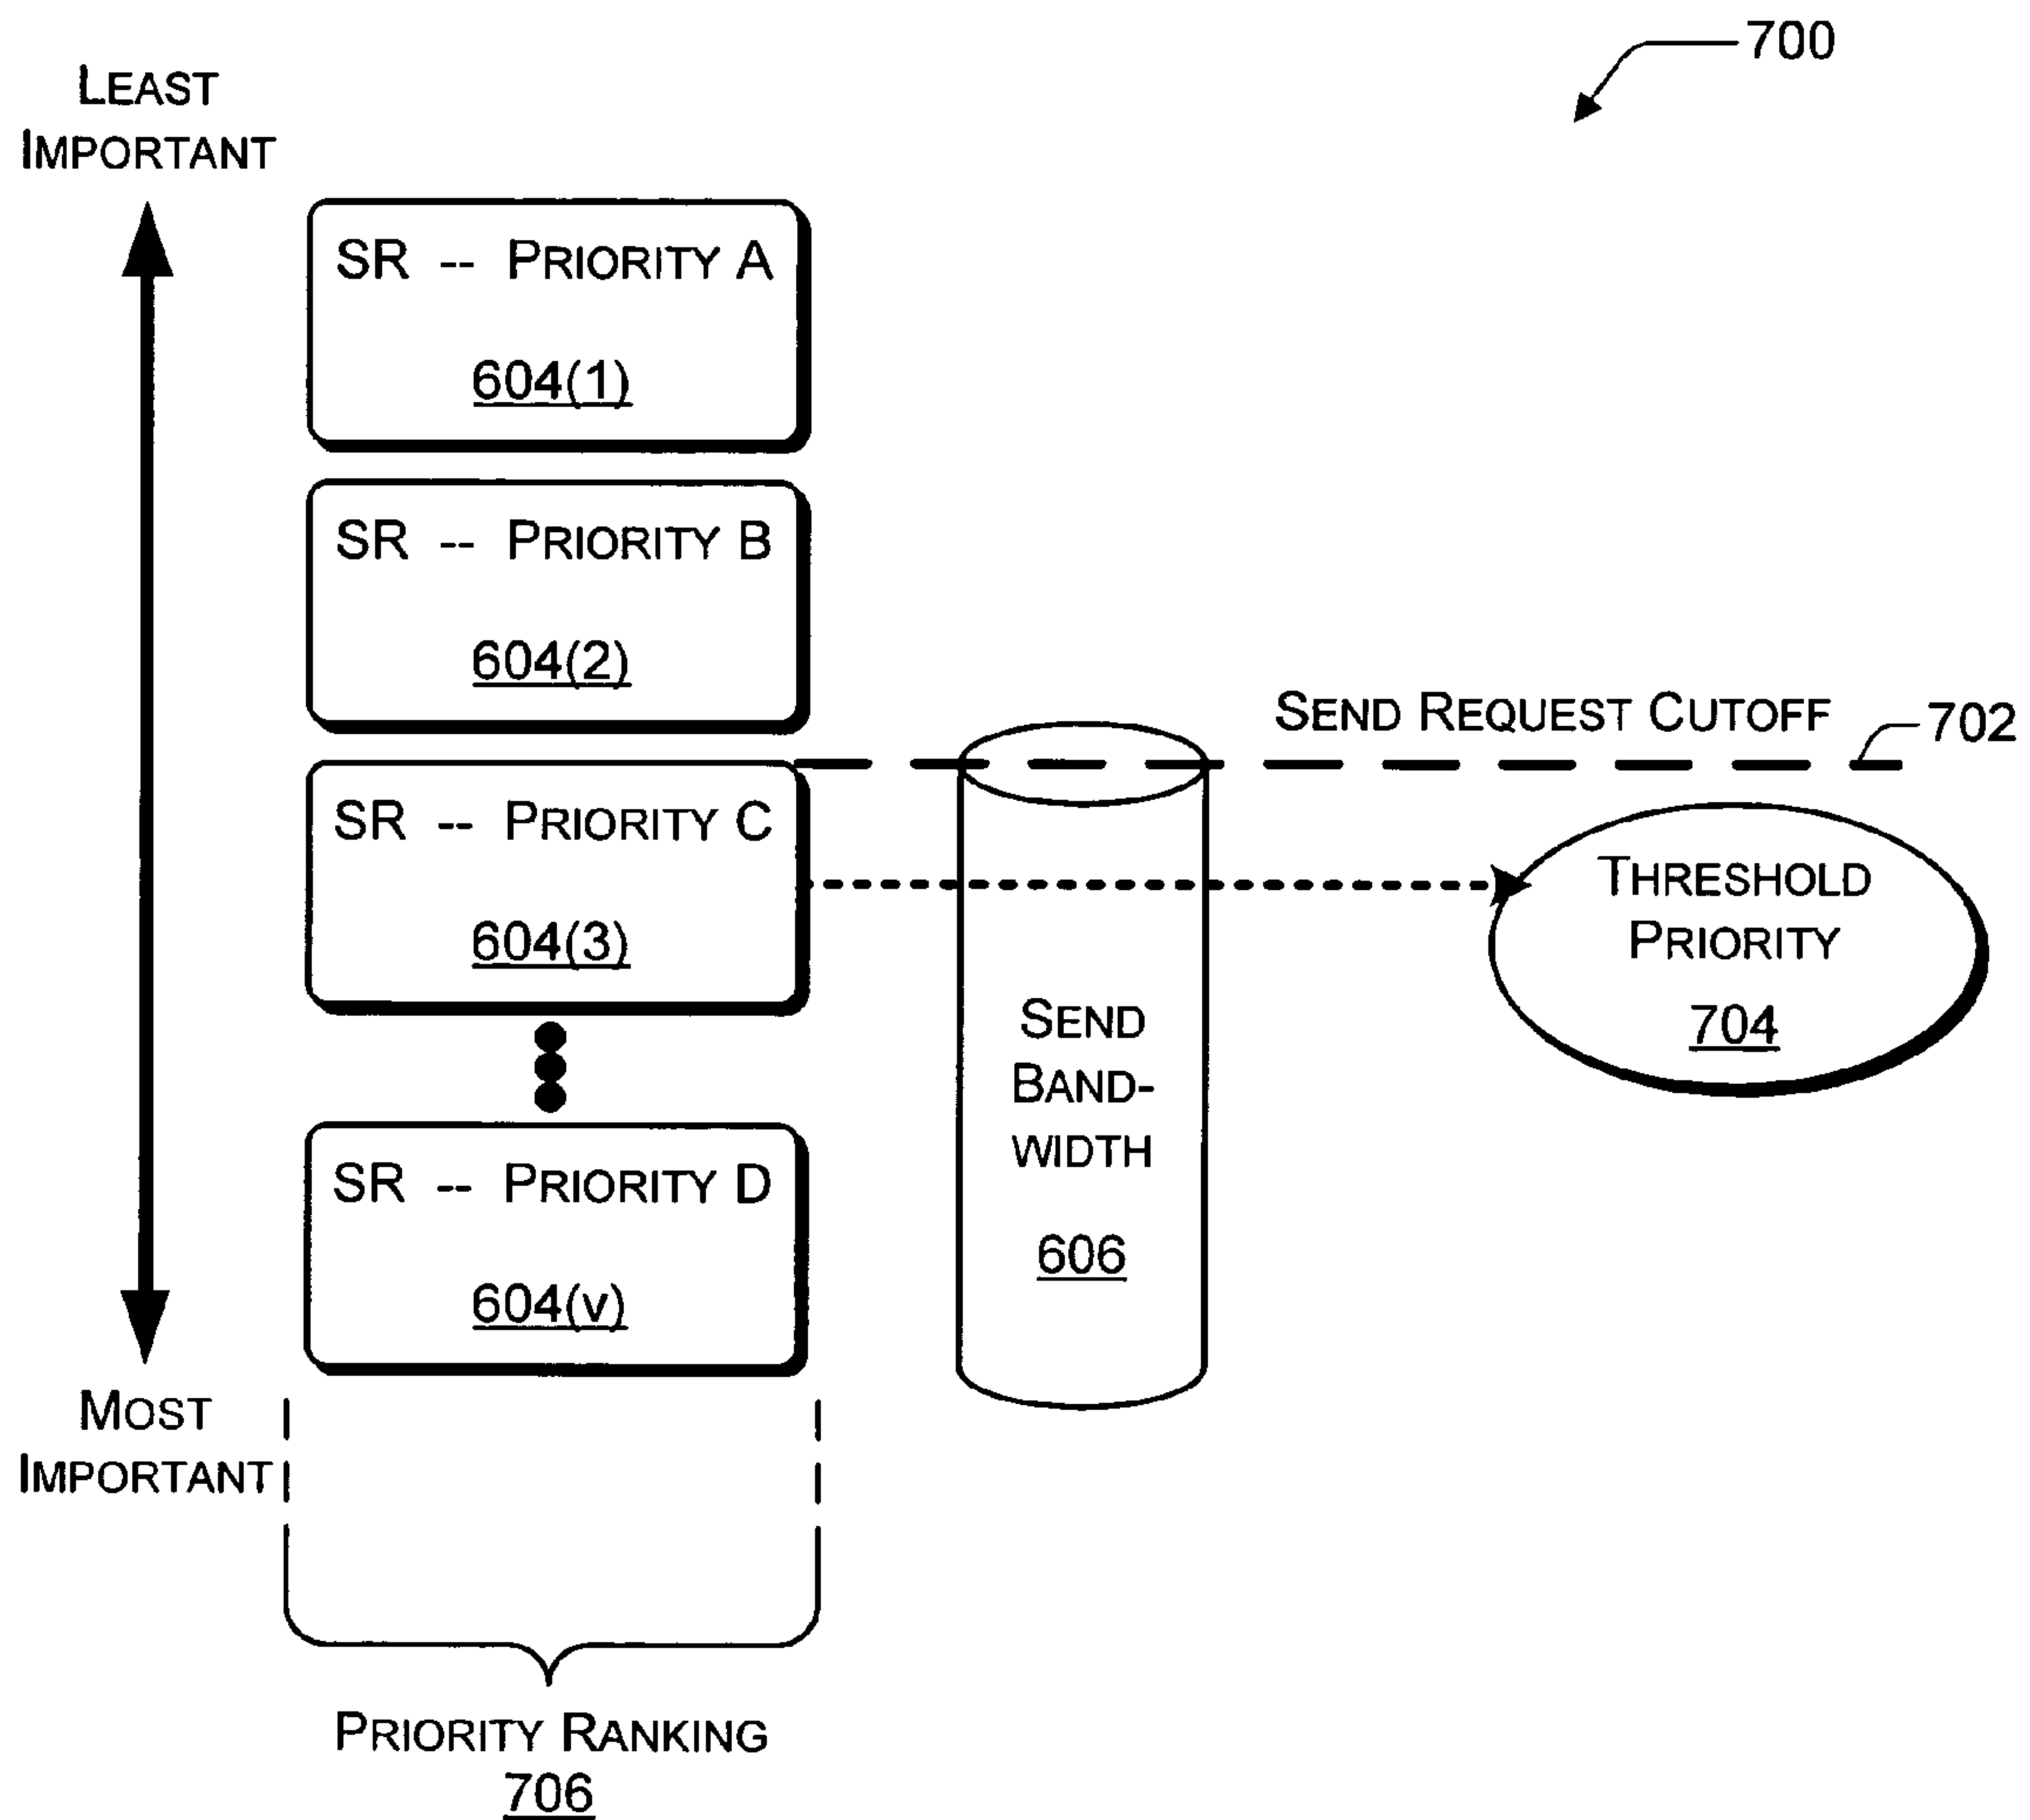 700
LEAST
IMPORTANT
SR -- PRIORITY A
604(1)
SR -- PRIORITY B
604(2)
SEND REQUEST CUTOFF
702
SR -- PRIORITY C
604(3)
THRESHOLD
PRIORITY
704
SEND
BAND-
WIDTH
606
SR -- PRIORITY D
604(v)
MOST
IMPORTANT
PRIORITY RANKING
706